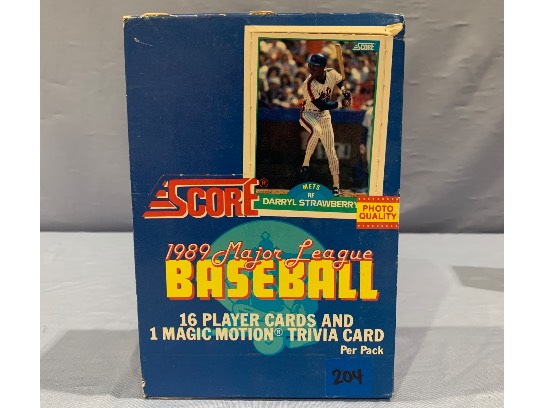 SCORE
METS
RF
DARRYL STRAWBERRY
SCORE®
PHOTO
QUALITY
1989 Major League
BASEBALL
16 PLAYER CARDS AND
1 MAGIC MOTION® TRIVIA CARD
Per Pack
204